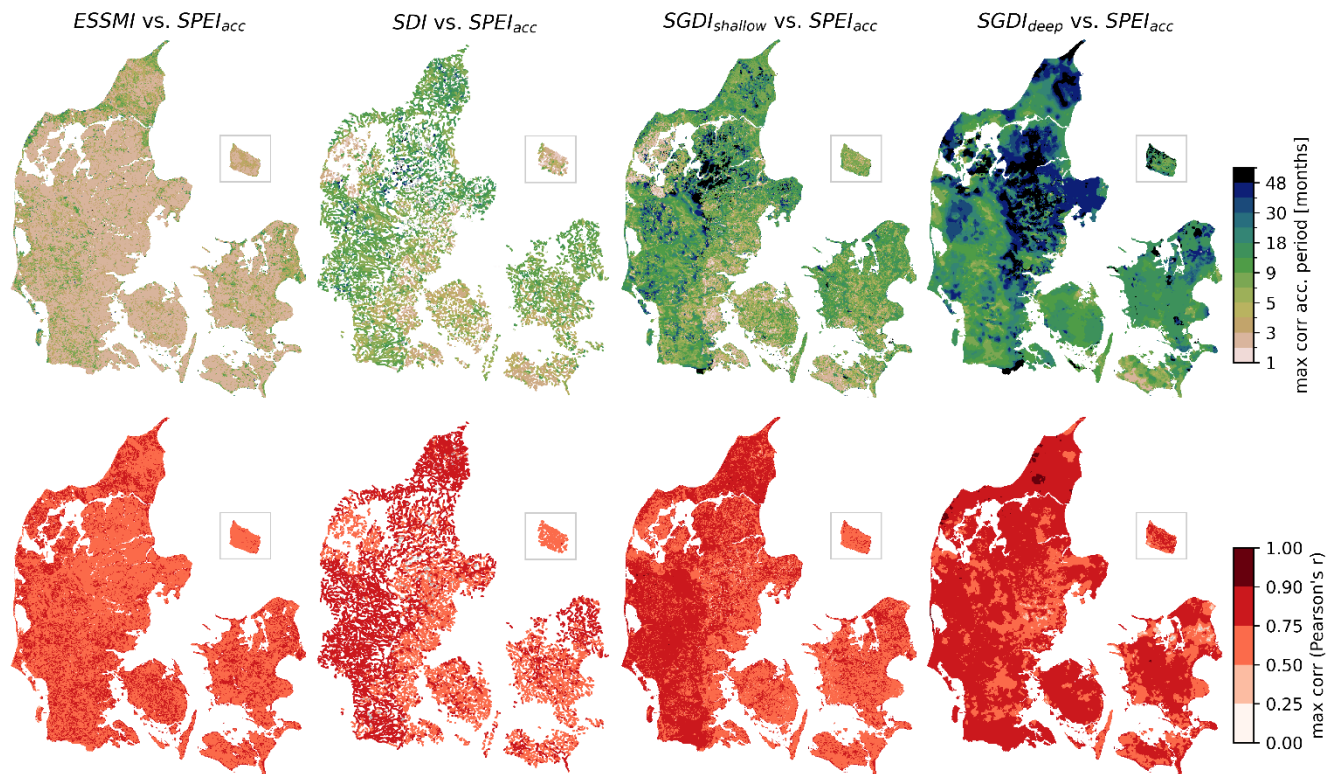 ESSMI vs. SPEIacc
SDI vs. SPEIacc
SGDIshallow vs. SPEIacc
SGDIdeep vs. SPEIacc
48
30
18
9
5
3
1
max corr acc. period [months]
1.00
0.90
0.75
0.50
0.25
0.00
max corr (Pearson's r)